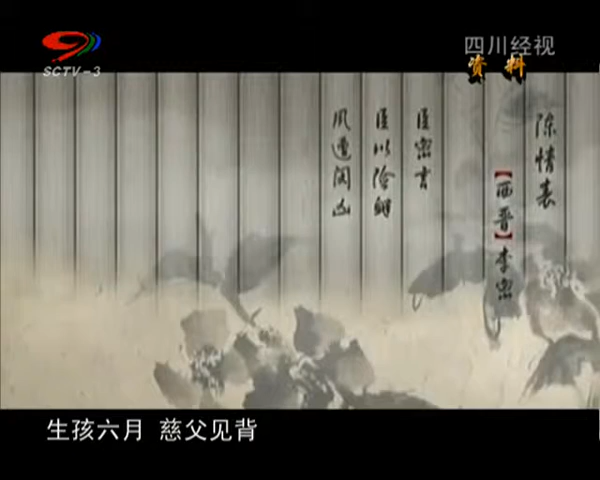 SCTV-3
四川经视
资料
陈情表
【西晋】李密
臣密言
臣以险衅
夙遭闵凶
生孩六月 慈父见背